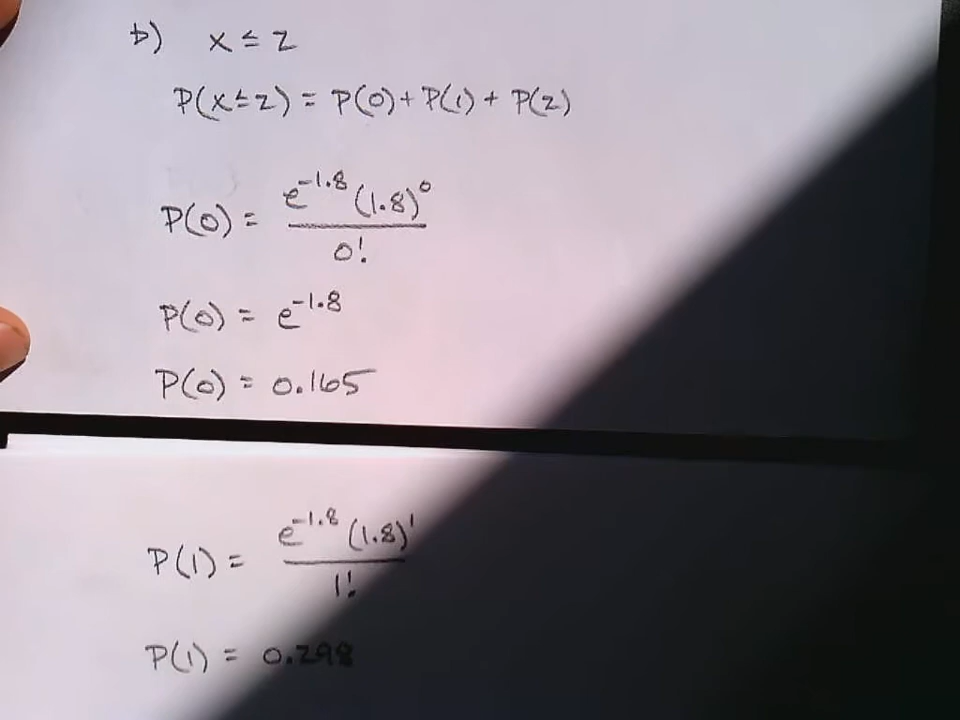 b) x ≤ 2
P(x≤2) = P(0) + P(1) + P(2)
P(0) = e^-1.8 (1.8)^0 / 0!
P(0) = e^-1.8
P(0) = 0.165
P(1) = e^-1.8 (1.8)^1 / 1!
P(1) = 0.298